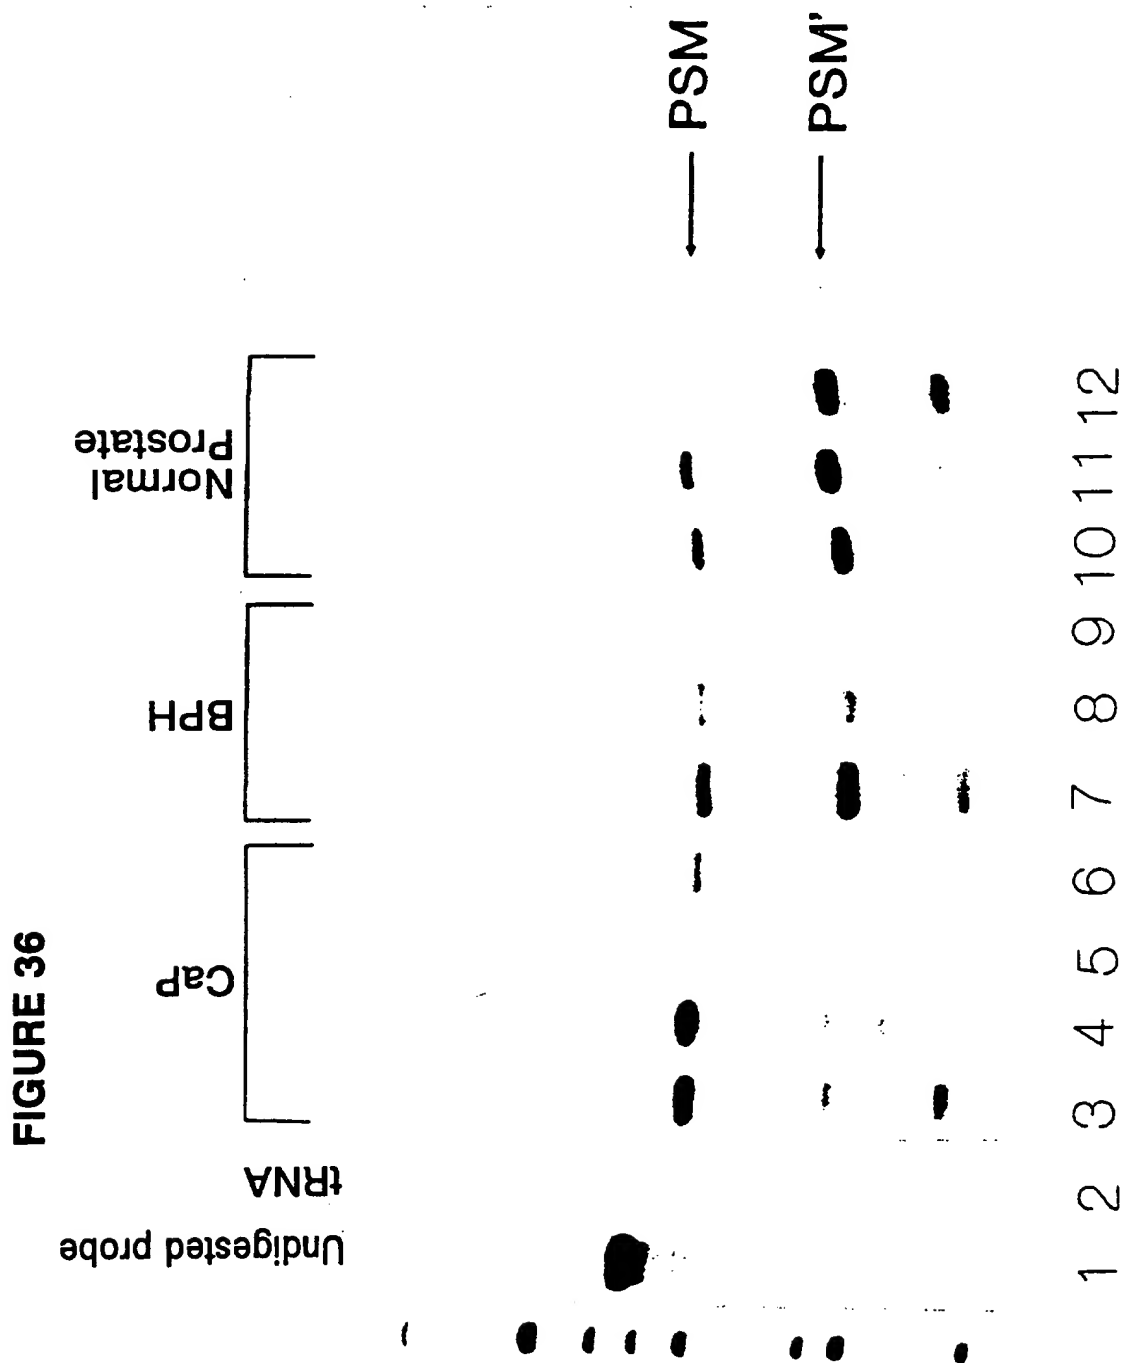 FIGURE 36
Undigested probe
tRNA
CaP
BPH
Normal
Prostate
PSM
PSM'
1 2 3 4 5 6 7 8 9 10 11 12